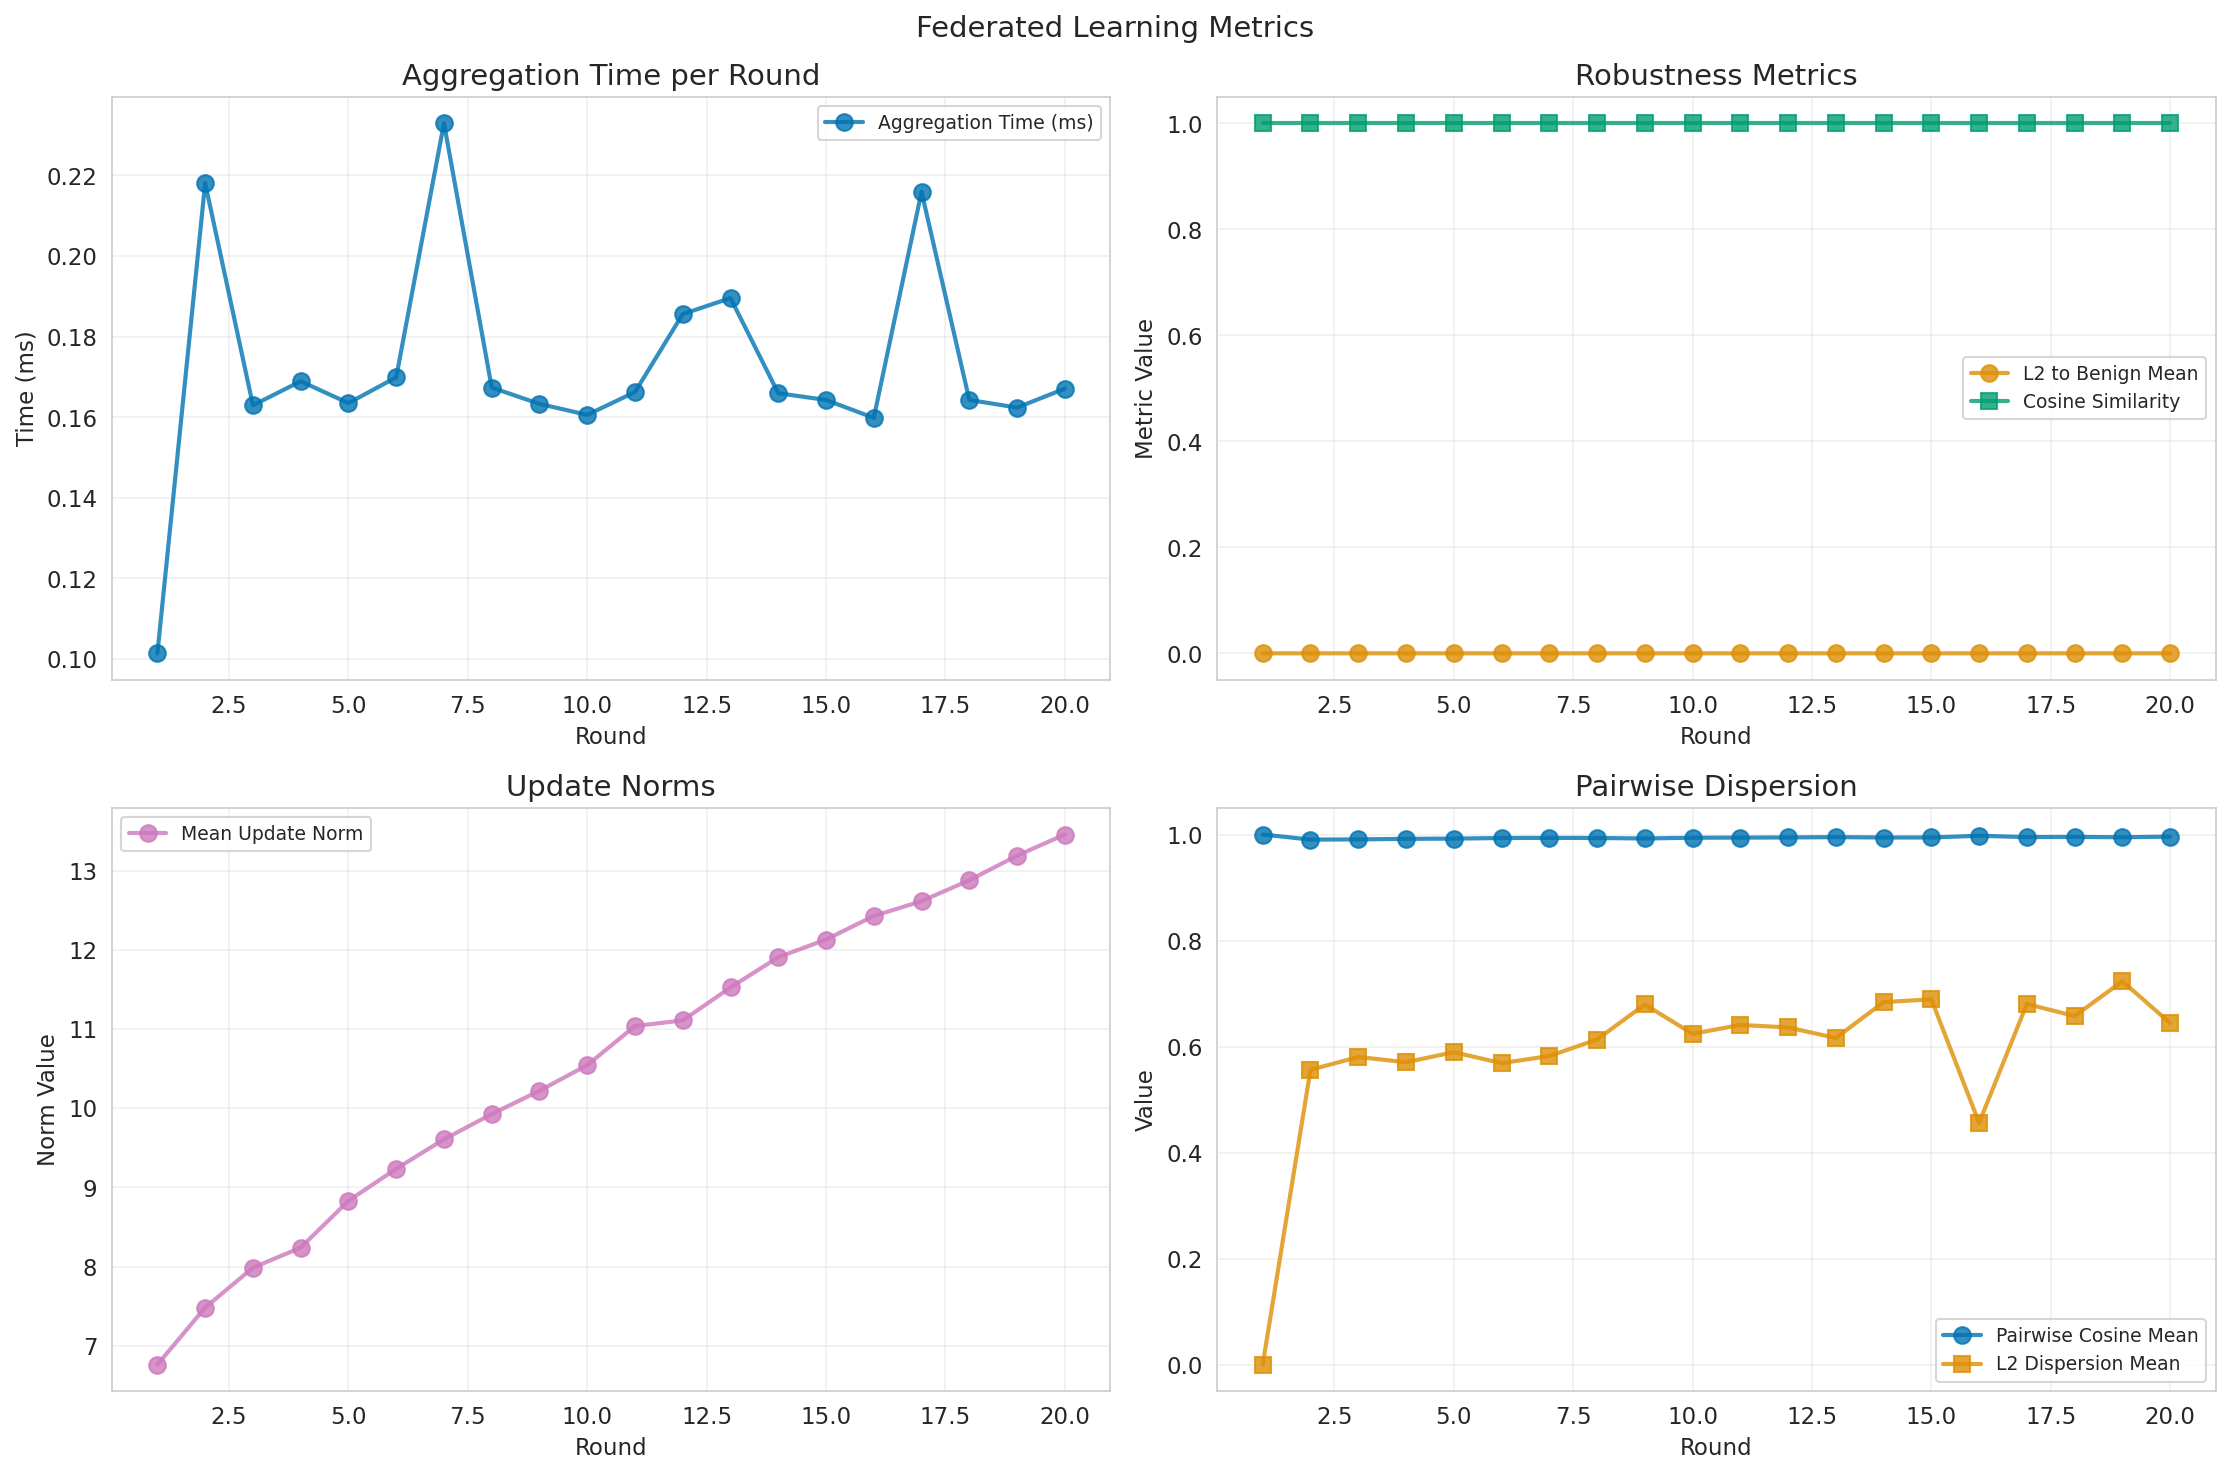 Federated Learning Metrics
Aggregation Time per Round
Aggregation Time (ms)
Time (ms)
0.22
0.20
0.18
0.16
0.14
0.12
0.10
2.5 5.0 7.5 10.0 12.5 15.0 17.5 20.0
Round
Robustness Metrics
Metric Value
1.0
0.8
0.6
0.4
0.2
0.0
L2 to Benign Mean
Cosine Similarity
2.5 5.0 7.5 10.0 12.5 15.0 17.5 20.0
Round
Update Norms
Mean Update Norm
Norm Value
13
12
11
10
9
8
7
2.5 5.0 7.5 10.0 12.5 15.0 17.5 20.0
Round
Pairwise Dispersion
Value
1.0
0.8
0.6
0.4
0.2
0.0
Pairwise Cosine Mean
L2 Dispersion Mean
2.5 5.0 7.5 10.0 12.5 15.0 17.5 20.0
Round